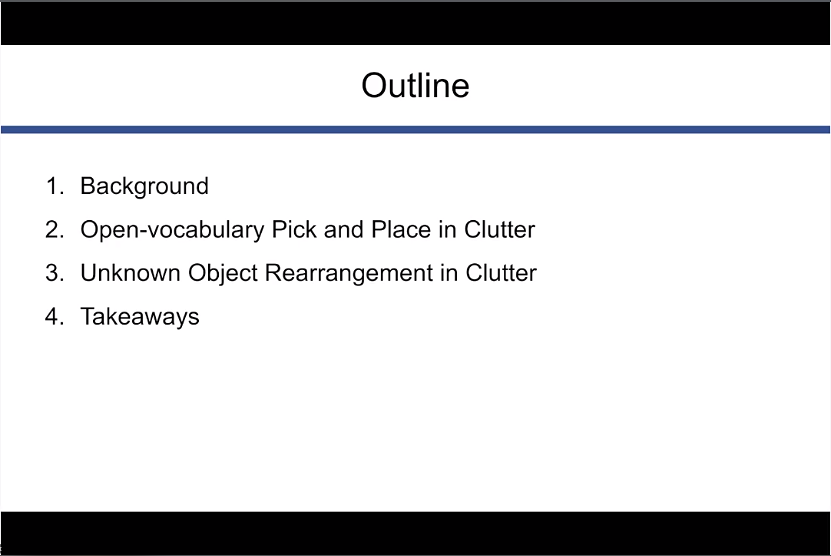 Outline
1. Background
2. Open-vocabulary Pick and Place in Clutter
3. Unknown Object Rearrangement in Clutter
4. Takeaways